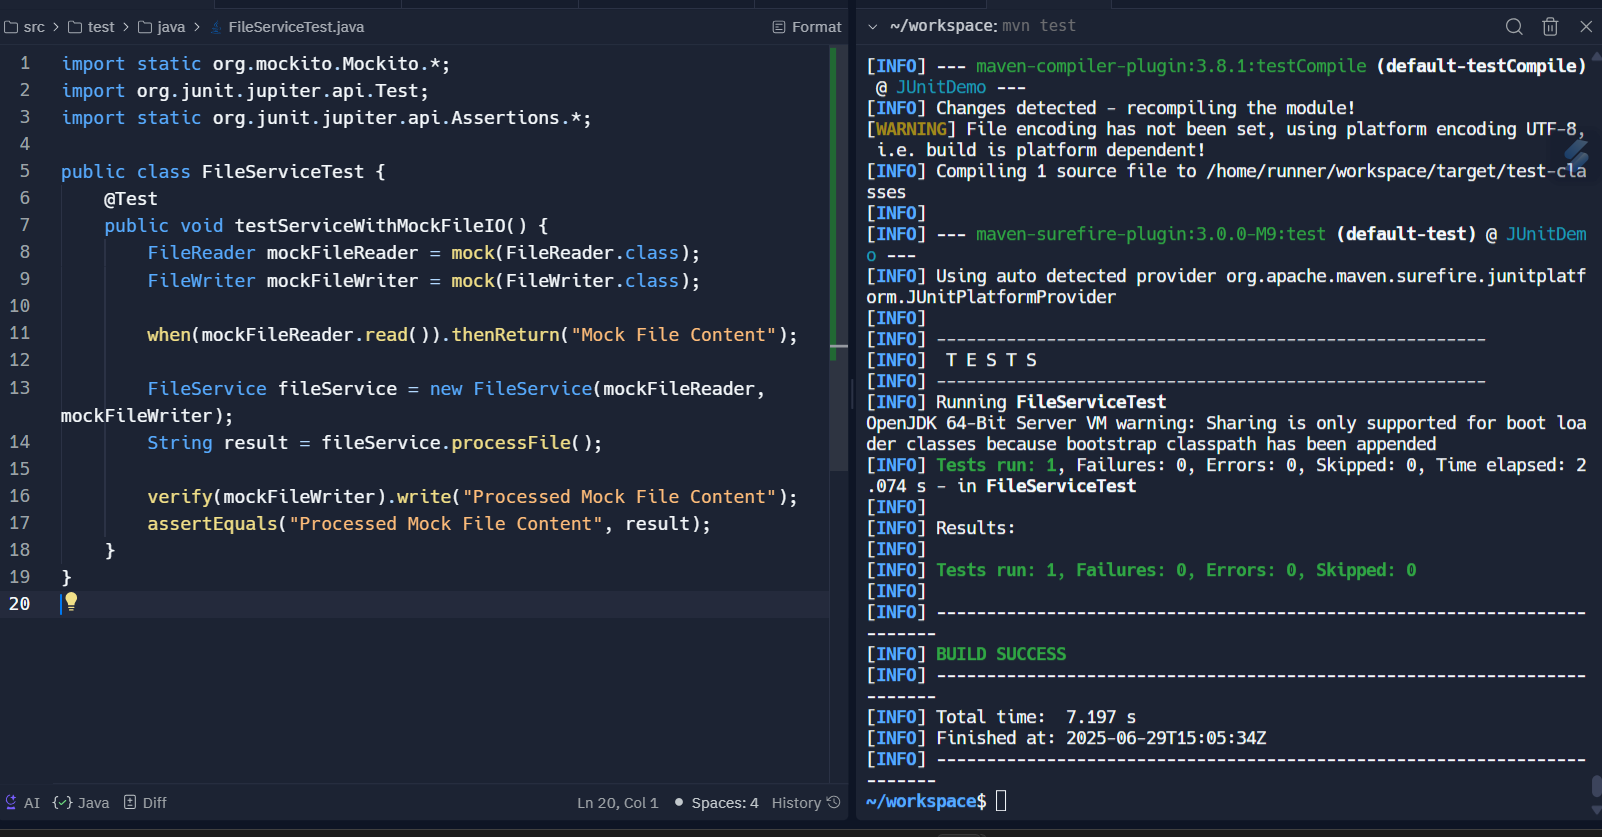 src > test > java > FileServiceTest.java
Format
1 import static org.mockito.Mockito.*;
2 import org.junit.jupiter.api.Test;
3 import static org.junit.jupiter.api.Assertions.*;
4
5 public class FileServiceTest {
6 @Test
7 public void testServiceWithMockFileIO() {
8 FileReader mockFileReader = mock(FileReader.class);
9 FileWriter mockFileWriter = mock(FileWriter.class);
10
11 when(mockFileReader.read()).thenReturn("Mock File Content");
12
13 FileService fileService = new FileService(mockFileReader,
mockFileWriter);
14 String result = fileService.processFile();
15
16 verify(mockFileWriter).write("Processed Mock File Content");
17 assertEquals("Processed Mock File Content", result);
18 }
19 }
20
AI Java Diff
Ln 20, Col 1 • Spaces: 4 History
~/workspace: mvn test
[INFO] --- maven-compiler-plugin:3.8.1:testCompile (default-testCompile)
@ JUnitDemo ---
[INFO] Changes detected - recompiling the module!
[WARNING] File encoding has not been set, using platform encoding UTF-8,
i.e. build is platform dependent!
[INFO] Compiling 1 source file to /home/runner/workspace/target/test-cla
sses
[INFO]
[INFO] --- maven-surefire-plugin:3.0.0-M9:test (default-test) @ JUnitDem
o ---
[INFO] Using auto detected provider org.apache.maven.surefire.junitplatf
orm.JUnitPlatformProvider
[INFO]
[INFO] -------------------------------------------------------
[INFO] T E S T S
[INFO] -------------------------------------------------------
[INFO] Running FileServiceTest
OpenJDK 64-Bit Server VM warning: Sharing is only supported for boot loa
der classes because bootstrap classpath has been appended
[INFO] Tests run: 1, Failures: 0, Errors: 0, Skipped: 0, Time elapsed: 2
.074 s - in FileServiceTest
[INFO]
[INFO] Results:
[INFO]
[INFO] Tests run: 1, Failures: 0, Errors: 0, Skipped: 0
[INFO]
[INFO] -----------------------------------------------------------------
-------
[INFO] BUILD SUCCESS
[INFO] -----------------------------------------------------------------
-------
[INFO] Total time:  7.197 s
[INFO] Finished at: 2025-06-29T15:05:34Z
[INFO] -----------------------------------------------------------------
-------
~/workspace$